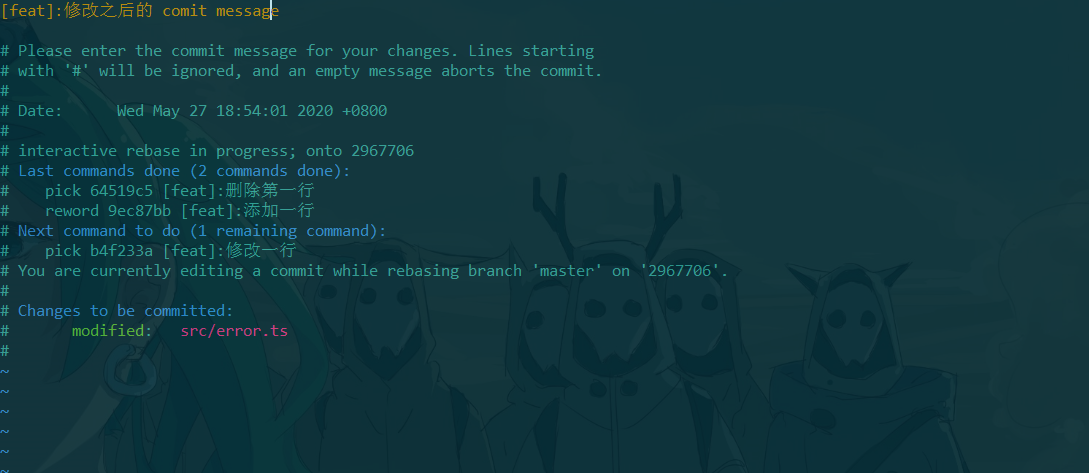 [feat]:修改之后的 comit message

# Please enter the commit message for your changes. Lines starting
# with '#' will be ignored, and an empty message aborts the commit.
#
# Date:      Wed May 27 18:54:01 2020 +0800
#
# interactive rebase in progress; onto 2967706
# Last commands done (2 commands done):
#    pick 64519c5 [feat]:删除第一行
#    reword 9ec87bb [feat]:添加一行
# Next command to do (1 remaining command):
#    pick b4f233a [feat]:修改一行
# You are currently editing a commit while rebasing branch 'master' on '2967706'.
#
# Changes to be committed:
#       modified:   src/error.ts
#
~
~
~
~
~
~